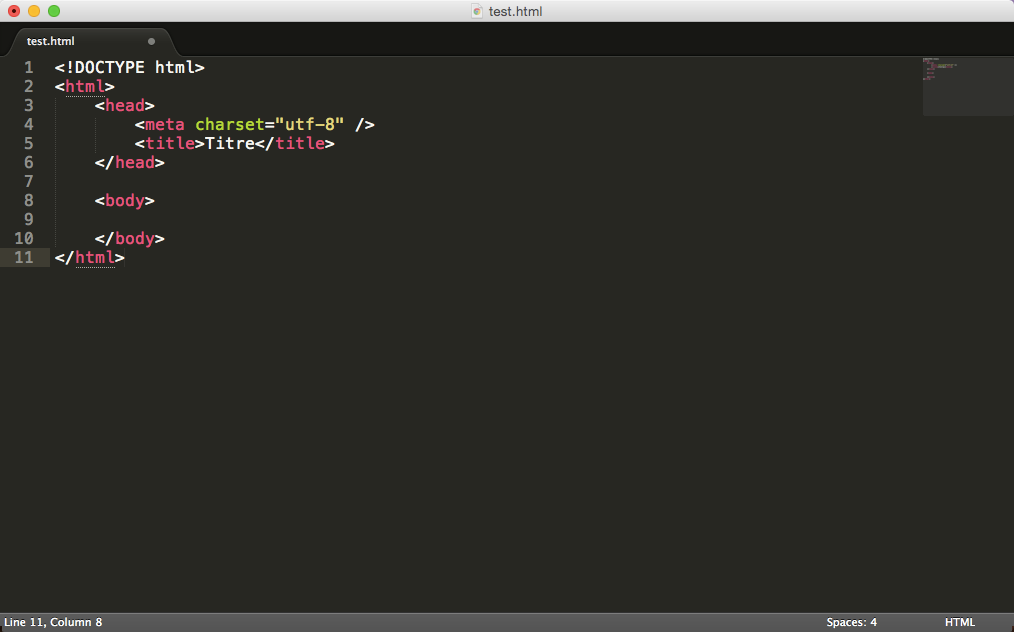 test.html
test.html
1 <!DOCTYPE html>
2 <html>
3     <head>
4         <meta charset="utf-8" />
5         <title>Titre</title>
6     </head>
7
8     <body>
9
10     </body>
11 </html>
Line 11, Column 8 Spaces: 4 HTML